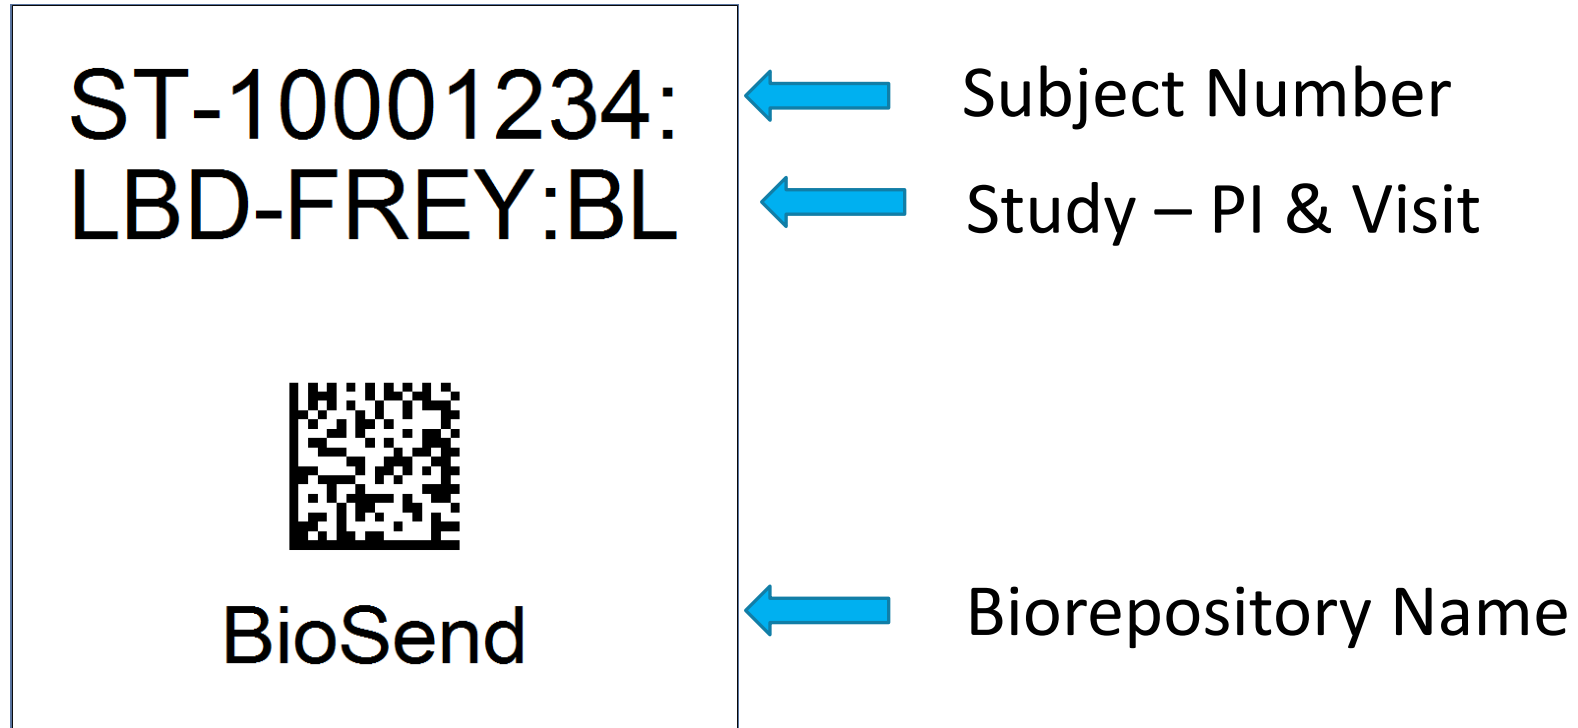 ST-10001234:
Subject Number
LBD-FREY:BL
Study – PI & Visit
BioSend
Biorepository Name